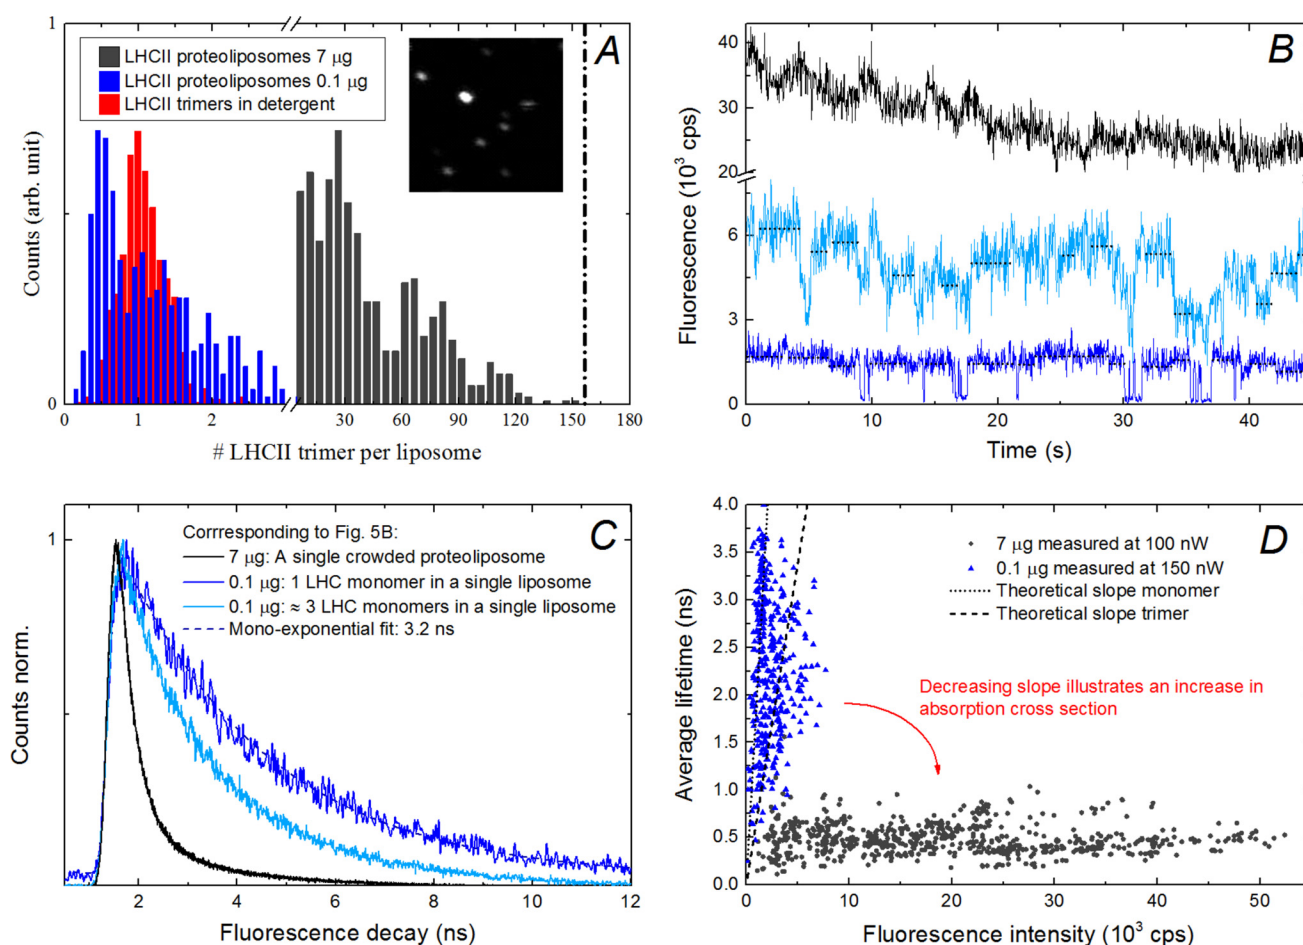 A
1
LHCII proteoliposomes 7 μg
LHCII proteoliposomes 0.1 μg
LHCII trimers in detergent
Counts (arb. unit)
0
0 1 2 30 60 90 120 150 180
# LHCII trimer per liposome
B
40
30
20
6
3
0
Fluorescence (10³ cps)
0 10 20 30 40
Time (s)
C
1
Corrresponding to Fig. 5B:
7 μg: A single crowded proteoliposome
0.1 μg: 1 LHC monomer in a single liposome
0.1 μg: ≈ 3 LHC monomers in a single liposome
Mono-exponential fit: 3.2 ns
Counts norm.
2 4 6 8 10 12
Fluorescence decay (ns)
D
4.0
3.5
3.0
2.5
2.0
1.5
1.0
0.5
0.0
Average lifetime (ns)
7 μg measured at 100 nW
0.1 μg measured at 150 nW
Theoretical slope monomer
Theoretical slope trimer
Decreasing slope illustrates an increase in
absorption cross section
0 10 20 30 40 50
Fluorescence intensity (10³ cps)